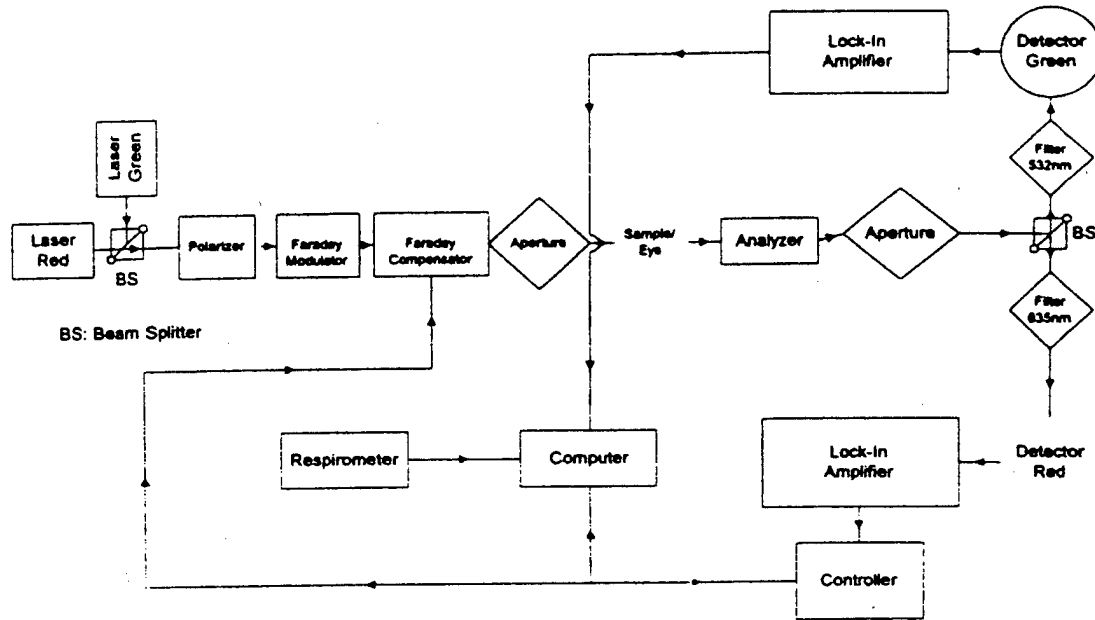 Lock-In
Amplifier
Detector
Green
Laser
Green
Filter
532nm
Laser
Red
BS
Polarizer
Faraday
Modulator
Faraday
Compensator
Aperture
Sample/
Eye
Analyzer
Aperture
BS
Filter
635nm
BS: Beam Splitter
Respirometer
Computer
Lock-In
Amplifier
Detector
Red
Controller